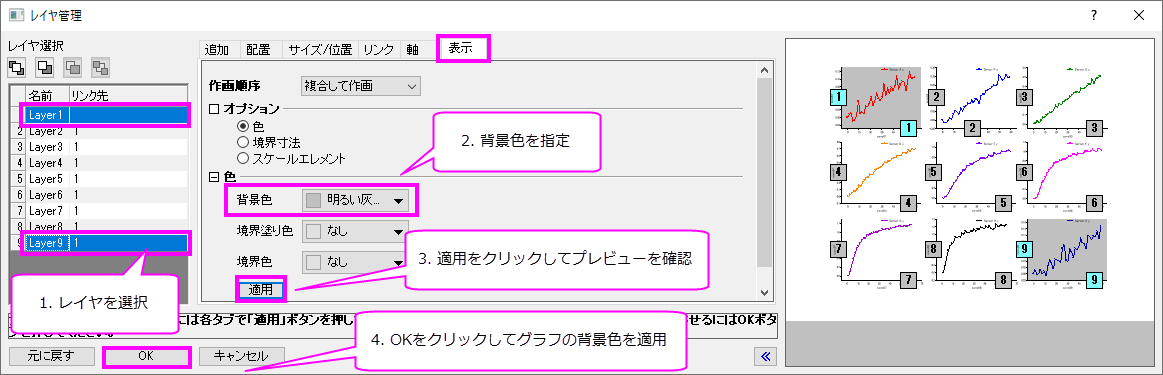 レイヤ管理
?
レイヤ選択
名前 リンク先
Layer1
2 Layer2 1
3 Layer3 1
4 Layer4 1
5 Layer5 1
6 Layer6 1
7 Layer7 1
8 Layer8 1
9 Layer9 1
追加 配置 サイズ/位置 リンク 軸 表示
作画順序 複合して作画
オプション
色
境界寸法
スケールエレメント
色
背景色 明るい灰...
境界塗り色 なし
境界色 なし
適用
1. レイヤを選択
2. 背景色を指定
3. 適用をクリックしてプレビューを確認
4. OKをクリックしてグラフの背景色を適用
には各タブで「適用」ボタンを押し
せるにはOKボタ
元に戻す OK キャンセル
1 2 3
1 2 3
4 5 6
4 5 6
7 8 9
7 8 9